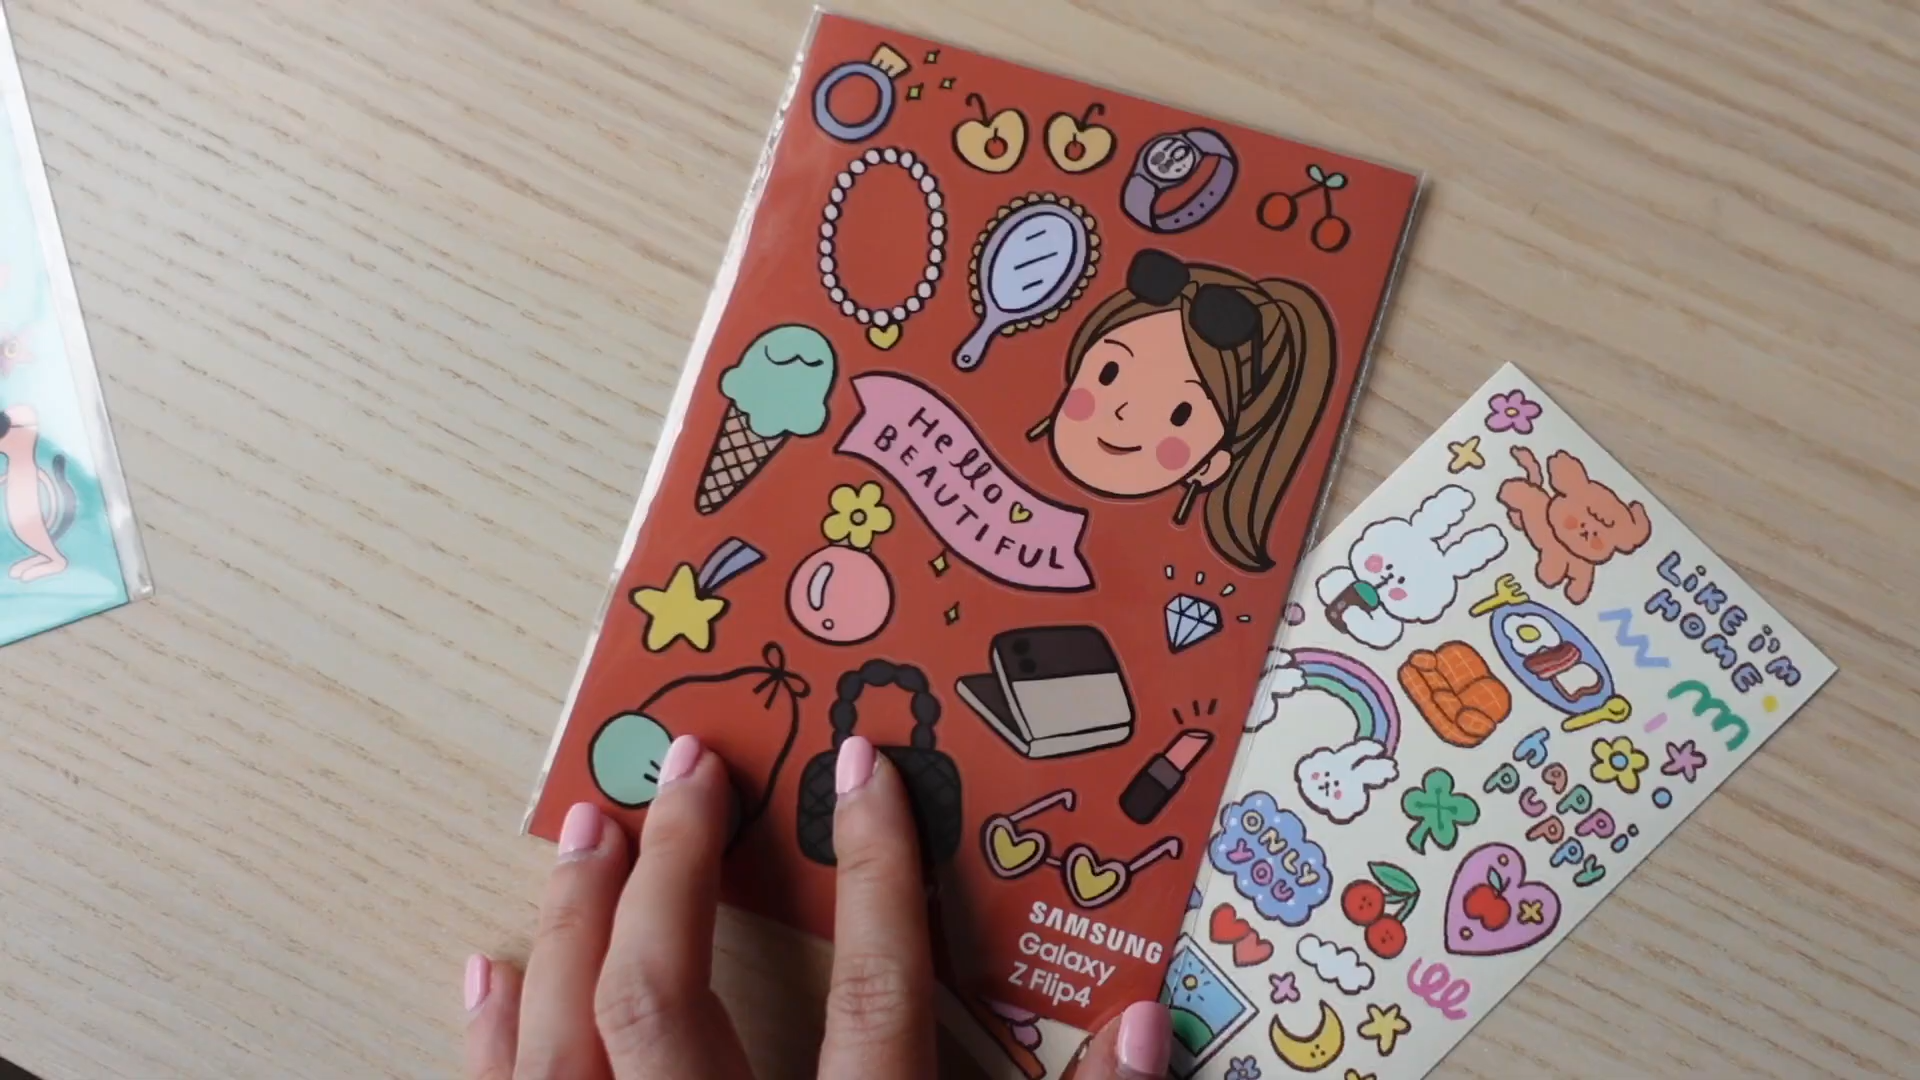 Hello
BEAUTIFUL
SAMSUNG
Galaxy
Z Flip4
LiKE i'M
HOME
happi
puppy
ONLY
YOU